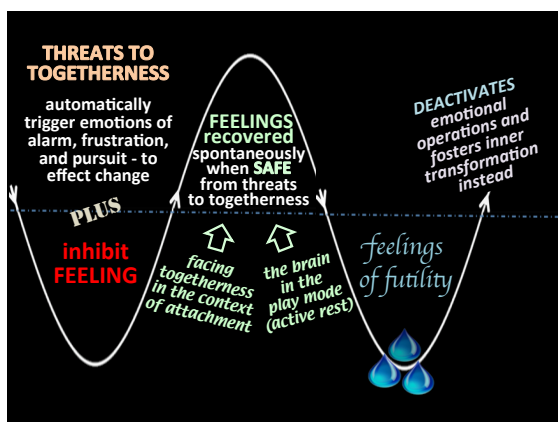 THREATS TO
TOGETHERNESS
automatically
trigger emotions of
alarm, frustration,
and pursuit - to
effect change
PLUS
inhibit
FEELING
FEELINGS
recovered
spontaneously
when SAFE
from threats
to togetherness
facing
togetherness
in the context
of attachment
the brain
in the
play mode
(active rest)
feelings
of futility
DEACTIVATES
emotional
operations and
fosters inner
transformation
instead